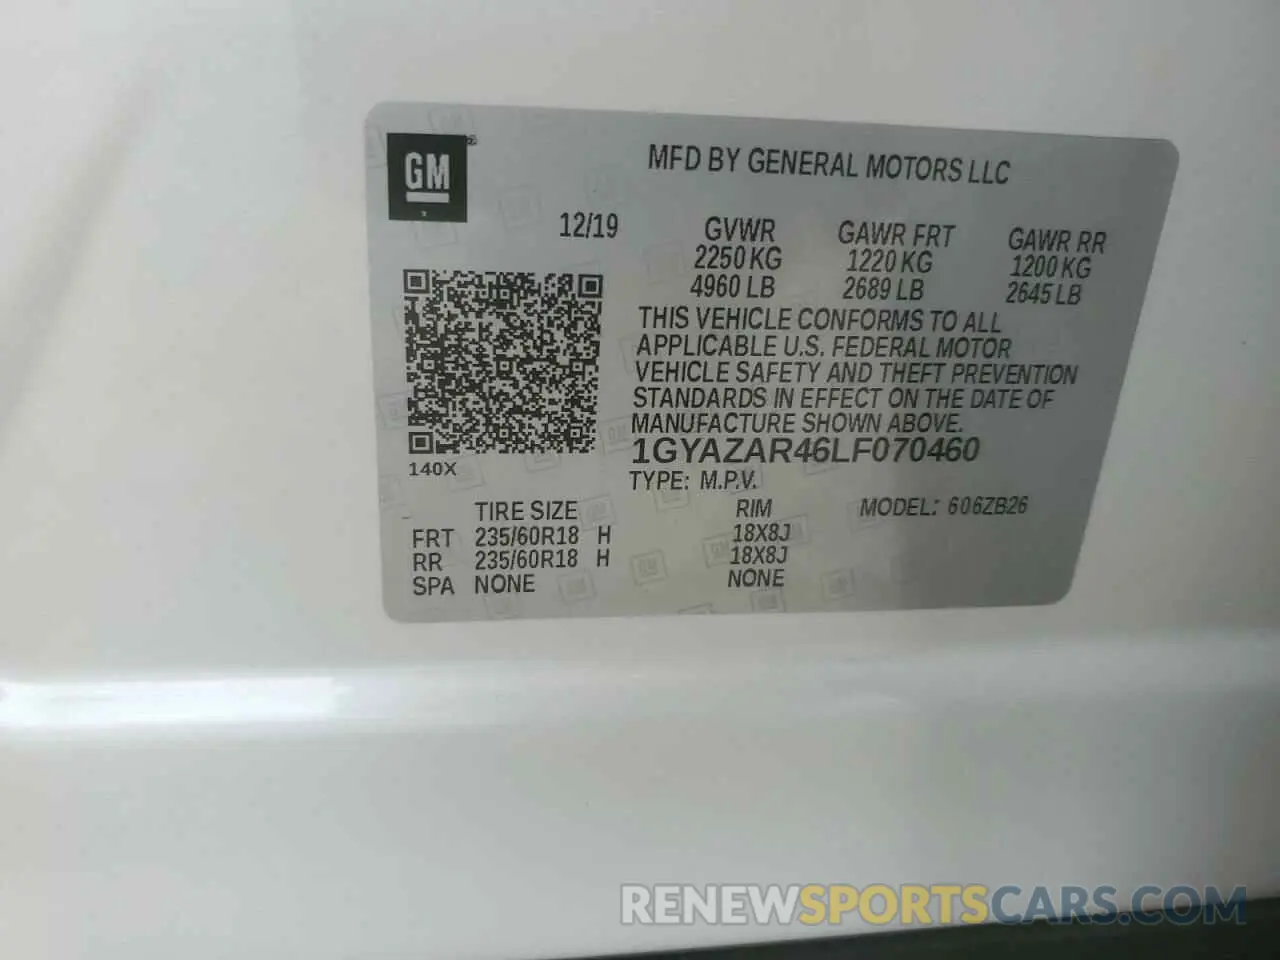 GM
MFD BY GENERAL MOTORS LLC
12/19
GVWR GAWR FRT GAWR RR
2250 KG 1220 KG 1200 KG
4960 LB 2689 LB 2645 LB
THIS VEHICLE CONFORMS TO ALL
APPLICABLE U.S. FEDERAL MOTOR
VEHICLE SAFETY AND THEFT PREVENTION
STANDARDS IN EFFECT ON THE DATE OF
MANUFACTURE SHOWN ABOVE.
1GYAZAR46LF070460
140X
TYPE: M.P.V.
TIRE SIZE RIM MODEL: 606ZB26
FRT 235/60R18 H 18X8J
RR 235/60R18 H 18X8J
SPA NONE NONE
RENEWSPORTSCARS.COM